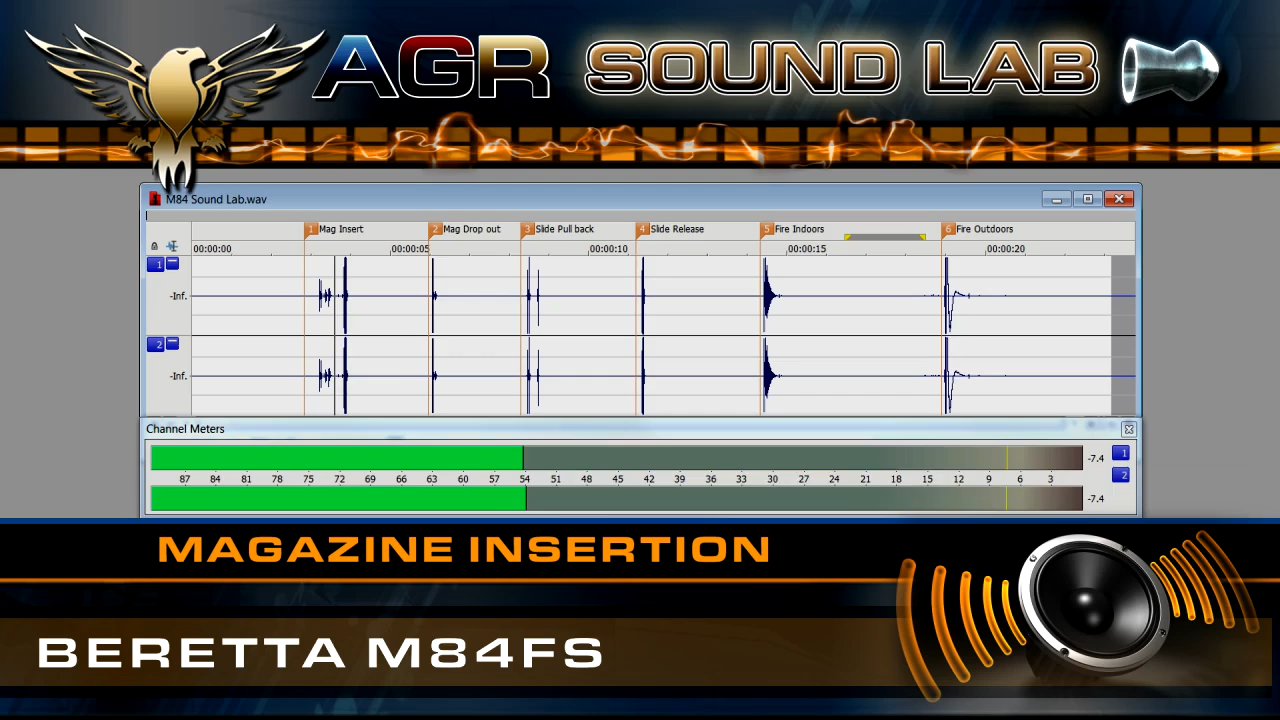 AGR SOUND LAB
M84 Sound Lab.wav
1 Mag Insert 2 Mag Drop out 3 Slide Pull back 4 Slide Release 5 Fire Indoors 6 Fire Outdoors
00:00:00 00:00:05 00:00:10 00:00:15 00:00:20
1
-Inf.
2
-Inf.
Channel Meters
-7.4 1
87 84 81 78 75 72 69 66 63 60 57 54 51 48 45 42 39 36 33 30 27 24 21 18 15 12 9 6 3
2
-7.4
MAGAZINE INSERTION
BERETTA M84FS